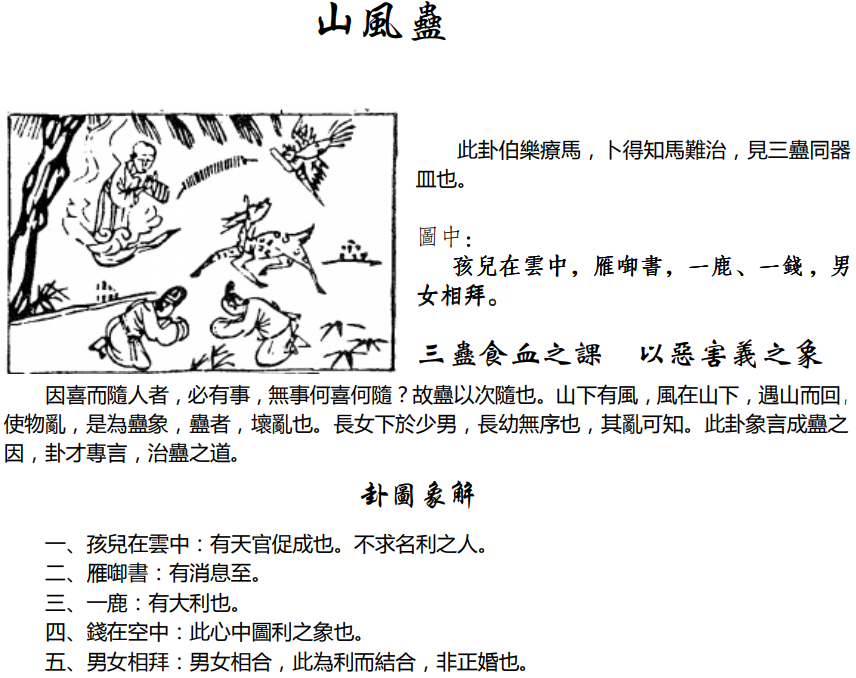 山風蠱
此卦伯樂療馬，卜得知馬難治，見三蠱同器
皿也。
圖中：
孩兒在雲中，雁啣書，一鹿、一錢，男
女相拜。
三蠱食血之課　以惡害義之象
因喜而隨人者，必有事，無事何喜何隨？故蠱以次隨也。山下有風，風在山下，遇山而回，
使物亂，是為蠱象，蠱者，壞亂也。長女下於少男，長幼無序也，其亂可知。此卦象言成蠱之
因，卦才專言，治蠱之道。
卦圖象解
一、孩兒在雲中：有天官促成也。不求名利之人。
二、雁啣書：有消息至。
三、一鹿：有大利也。
四、錢在空中：此心中圖利之象也。
五、男女相拜：男女相合，此為利而結合，非正婚也。